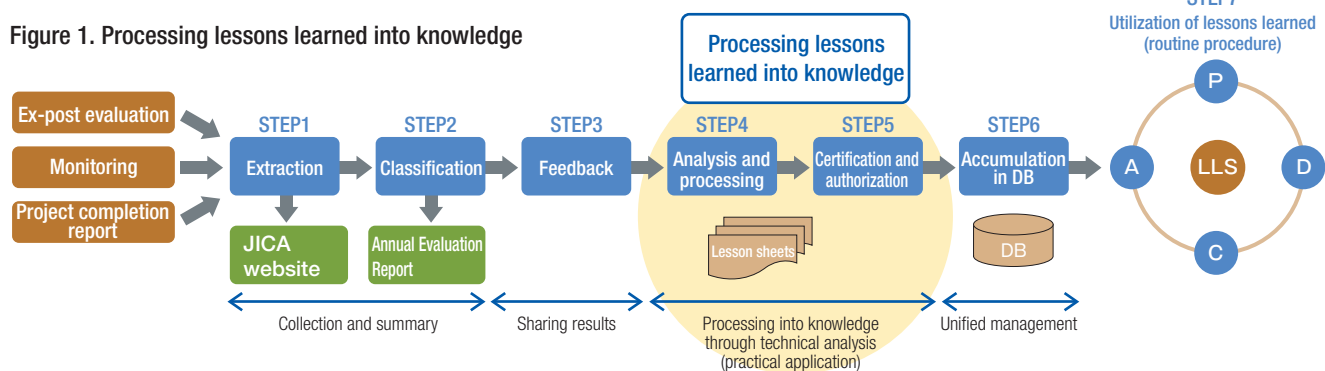 STEP7
Utilization of lessons learned
(routine procedure)
Figure 1. Processing lessons learned into knowledge
Processing lessons
learned into knowledge
Ex-post evaluation
Monitoring
Project completion
report
STEP1
Extraction
STEP2
Classification
STEP3
Feedback
STEP4
Analysis and
processing
STEP5
Certification and
authorization
STEP6
Accumulation
in DB
P
A
LLS
D
C
JICA
website
Annual Evaluation
Report
Lesson sheets
DB
Collection and summary
Sharing results
Processing into knowledge
through technical analysis
(practical application)
Unified management